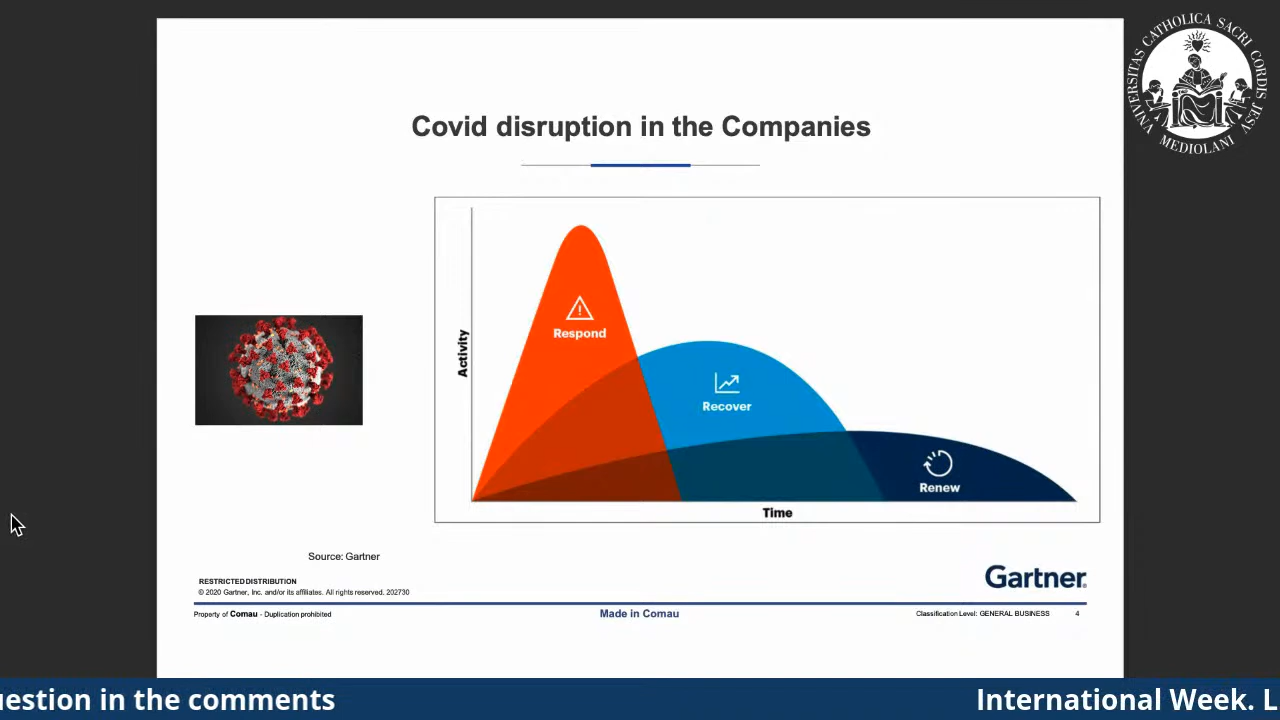 UNIVERSITAS CATHOLICA SACRI CORDIS JESV
MEDIOLANI
Covid disruption in the Companies
Activity
Respond
Recover
Renew
Time
Source: Gartner
RESTRICTED DISTRIBUTION
© 2020 Gartner, Inc. and/or its affiliates. All rights reserved. 202730
Gartner®
Property of Comau - Duplication prohibited
Made in Comau
Classification Level: GENERAL BUSINESS
4
uestion in the comments
International Week. L